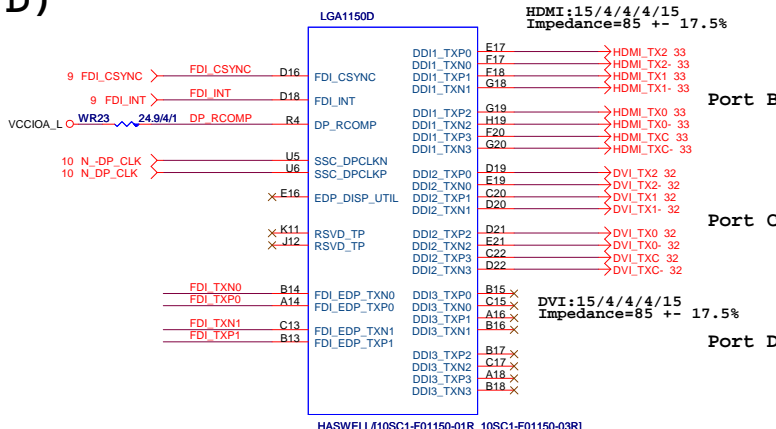 D)
LGA1150D
HDMI:15/4/4/4/15
Impedance=85 +- 17.5%
9 FDI_CSYNC FDI_CSYNC D16 FDI_CSYNC
9 FDI_INT FDI_INT D18 FDI_INT
VCCIOA_L WR23 24.9/4/1 DP_RCOMP R4 DP_RCOMP
10 N_-DP_CLK U5 SSC_DPCLKN
10 N_DP_CLK U6 SSC_DPCLKP
E16 EDP_DISP_UTIL
K11 RSVD_TP
J12 RSVD_TP
FDI_TXN0 B14 FDI_EDP_TXN0
FDI_TXP0 A14 FDI_EDP_TXP0
FDI_TXN1 C13 FDI_EDP_TXN1
FDI_TXP1 B13 FDI_EDP_TXP1
DDI1_TXP0 E17 HDMI_TX2 33
DDI1_TXN0 F17 HDMI_TX2- 33
DDI1_TXP1 F18 HDMI_TX1 33
DDI1_TXN1 G18 HDMI_TX1- 33
Port B
DDI1_TXP2 G19 HDMI_TX0 33
DDI1_TXN2 H19 HDMI_TX0- 33
DDI1_TXP3 F20 HDMI_TXC 33
DDI1_TXN3 G20 HDMI_TXC- 33
DDI2_TXP0 D19 DVI_TX2 32
DDI2_TXN0 E19 DVI_TX2- 32
DDI2_TXP1 C20 DVI_TX1 32
DDI2_TXN1 D20 DVI_TX1- 32
Port C
DDI2_TXP2 D21 DVI_TX0 32
DDI2_TXN2 E21 DVI_TX0- 32
DDI2_TXP3 C22 DVI_TXC 32
DDI2_TXN3 D22 DVI_TXC- 32
DDI3_TXP0 B15
DDI3_TXN0 C15
DDI3_TXP1 A16
DDI3_TXN1 B16
DVI:15/4/4/4/15
Impedance=85 +- 17.5%
Port D
DDI3_TXP2 B17
DDI3_TXN2 C17
DDI3_TXP3 A18
DDI3_TXN3 B18
HASWELL/[10SC1-F01150-01R, 10SC1-F01150-03R]